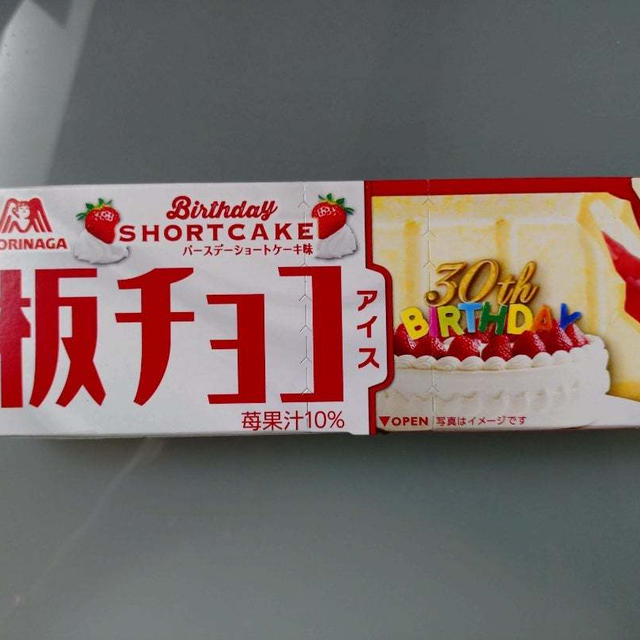 Birthday
SHORTCAKE
バースデーショートケーキ味
ORINAGA
板チョコ
アイス
苺果汁10%
30th
BIRTHDAY
▼OPEN
写真はイメージです